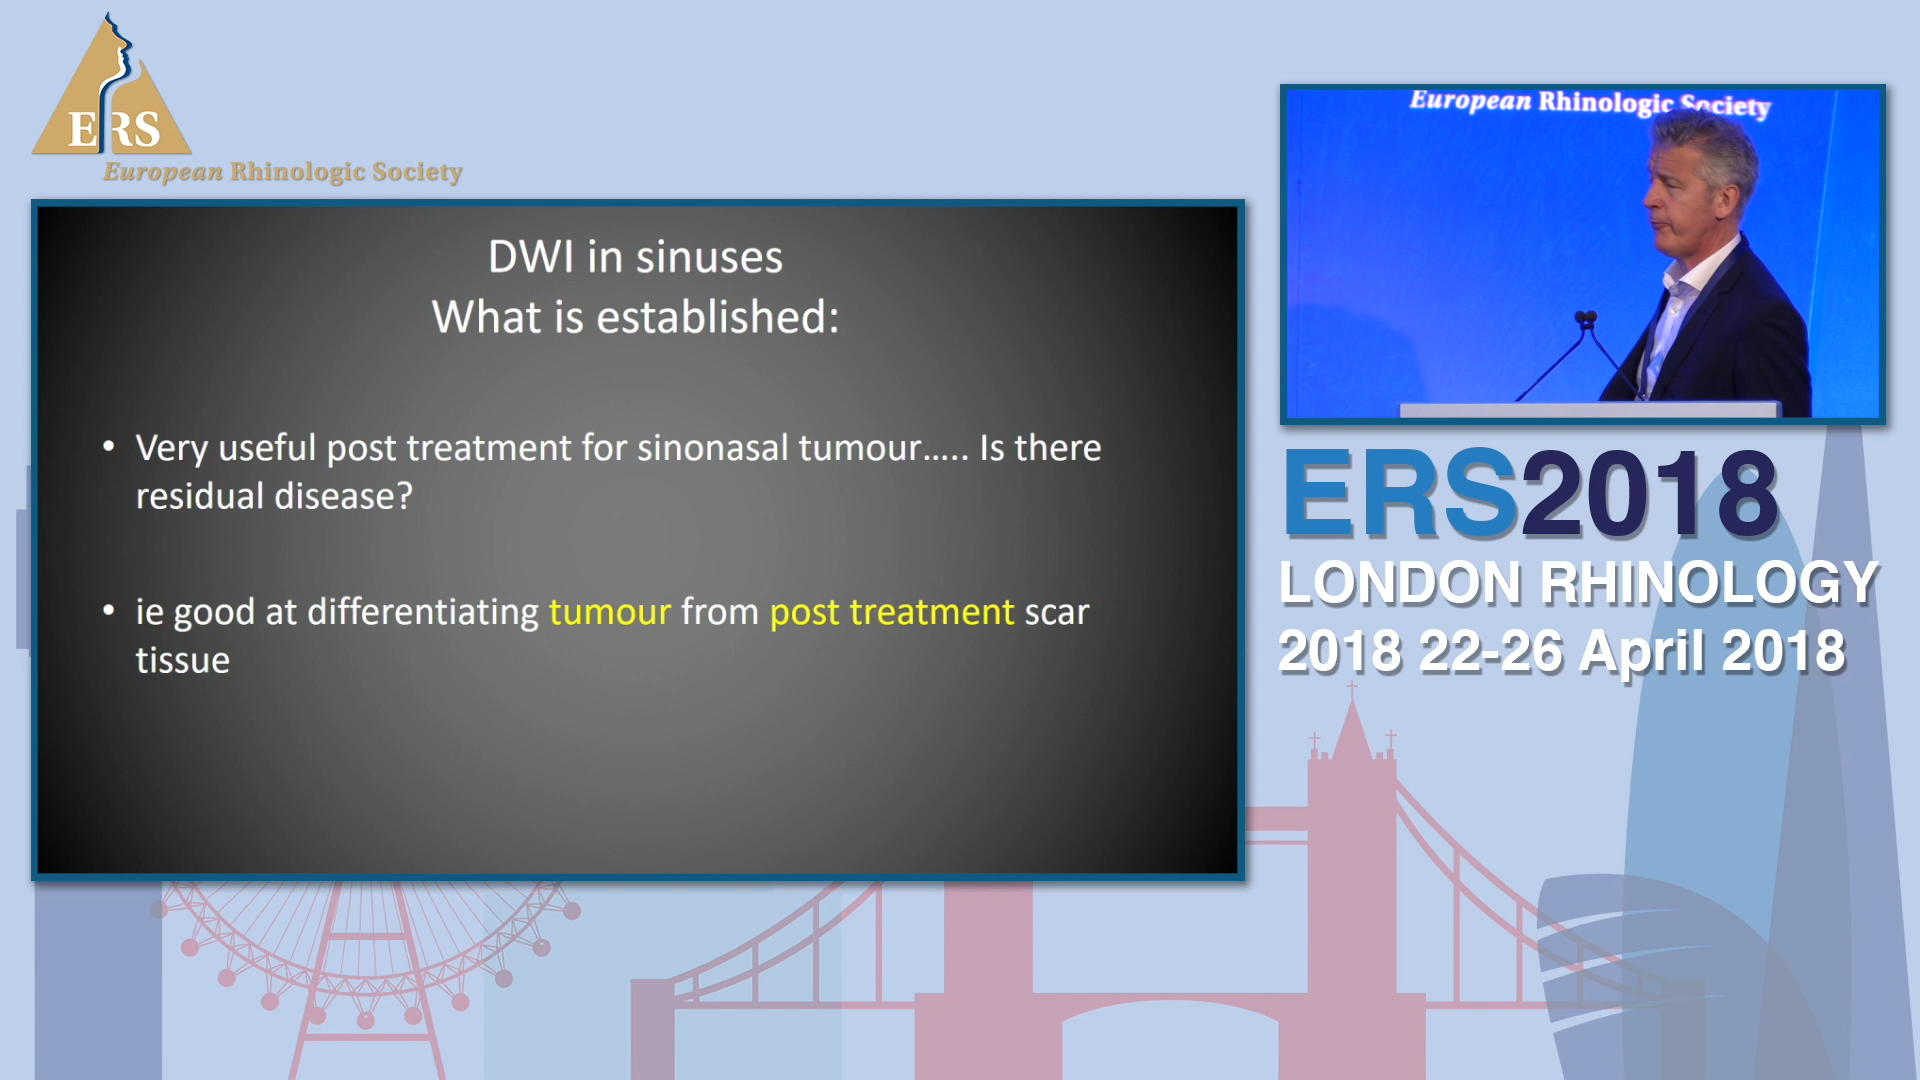 ERS
European Rhinologic Society
DWI in sinuses
What is established:
• Very useful post treatment for sinonasal tumour..... Is there
residual disease?
• ie good at differentiating tumour from post treatment scar
tissue
European Rhinologic Society
ERS2018
LONDON RHINOLOGY
2018 22-26 April 2018